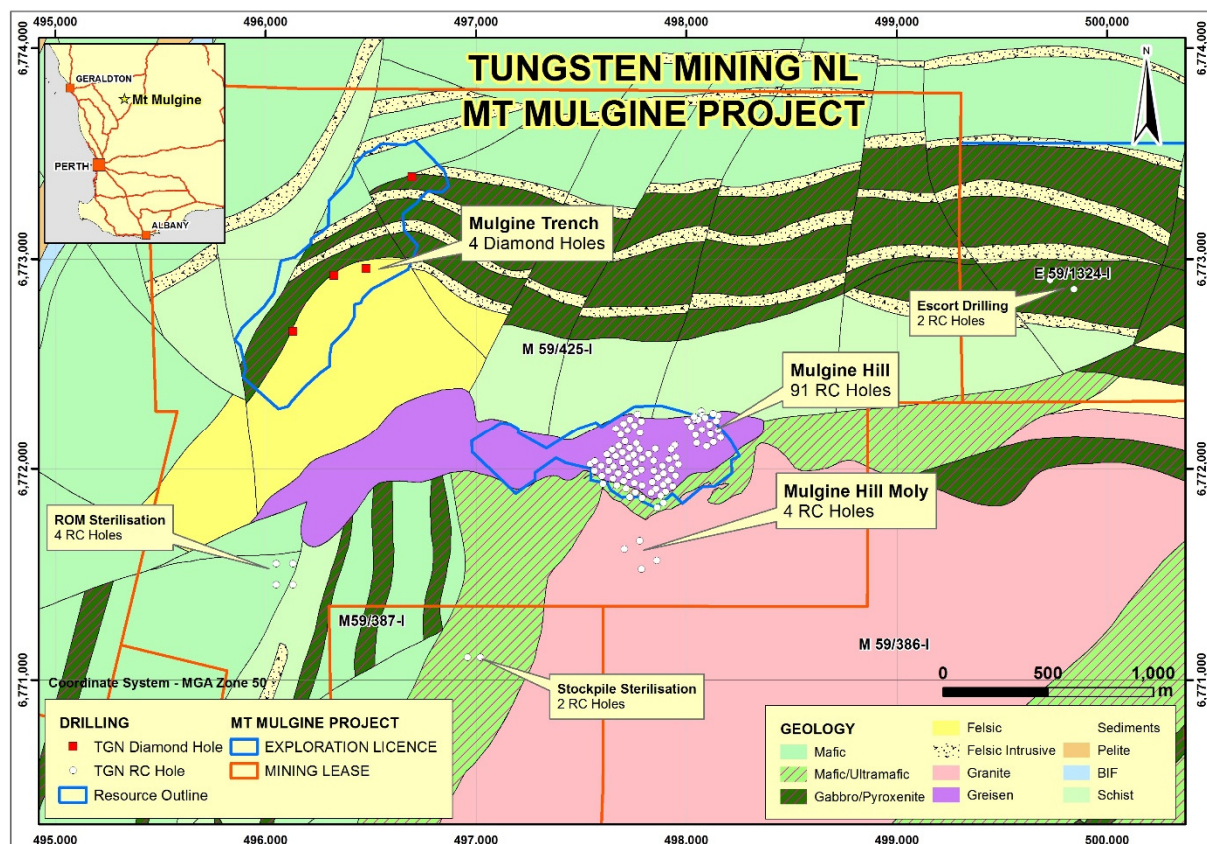 495,000 496,000 497,000 498,000 499,000 500,000
6,774,000
6,774,000
TUNGSTEN MINING NL
MT MULGINE PROJECT
N
GERALDTON
Mt Mulgine
PERTH
ALBANY
Mulgine Trench
4 Diamond Holes
6,773,000
6,773,000
E 59/1324-I
Escort Drilling
2 RC Holes
M 59/425-I
Mulgine Hill
91 RC Holes
6,772,000
6,772,000
Mulgine Hill Moly
4 RC Holes
ROM Sterilisation
4 RC Holes
M59/387-I
M 59/386-I
Stockpile Sterilisation
2 RC Holes
6,771,000
6,771,000
Coordinate System - MGA Zone 50
0 500 1,000
m
DRILLING
TGN Diamond Hole
TGN RC Hole
Resource Outline
MT MULGINE PROJECT
EXPLORATION LICENCE
MINING LEASE
GEOLOGY
Mafic
Mafic/Ultramafic
Gabbro/Pyroxenite
Felsic
Felsic Intrusive
Granite
Greisen
Sediments
Pelite
BIF
Schist
495,000 496,000 497,000 498,000 499,000 500,000